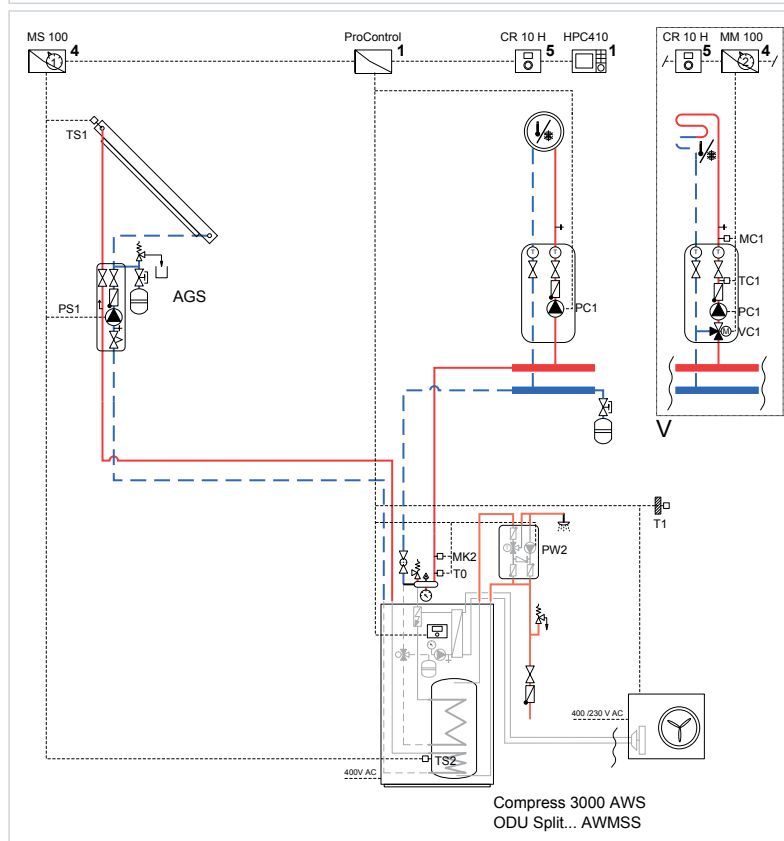 MS 100
4
ProControl
1
CR 10 H
5
HPC410
1
CR 10 H
5
MM 100
4
1
2
TS1
PS1
AGS
T
T
PC1
T
T
MC1
TC1
PC1
M
VC1
V
T1
MK2
T0
PW2
400 /230 V AC
TS2
400V AC
Compress 3000 AWS
ODU Split... AWMSS